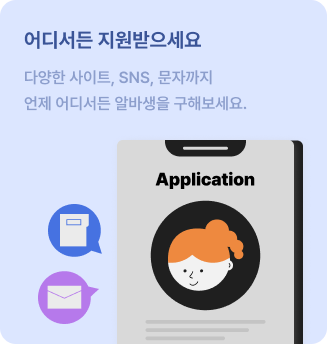 어디서든 지원받으세요
다양한 사이트, SNS, 문자까지
언제 어디서든 알바생을 구해보세요.
Application